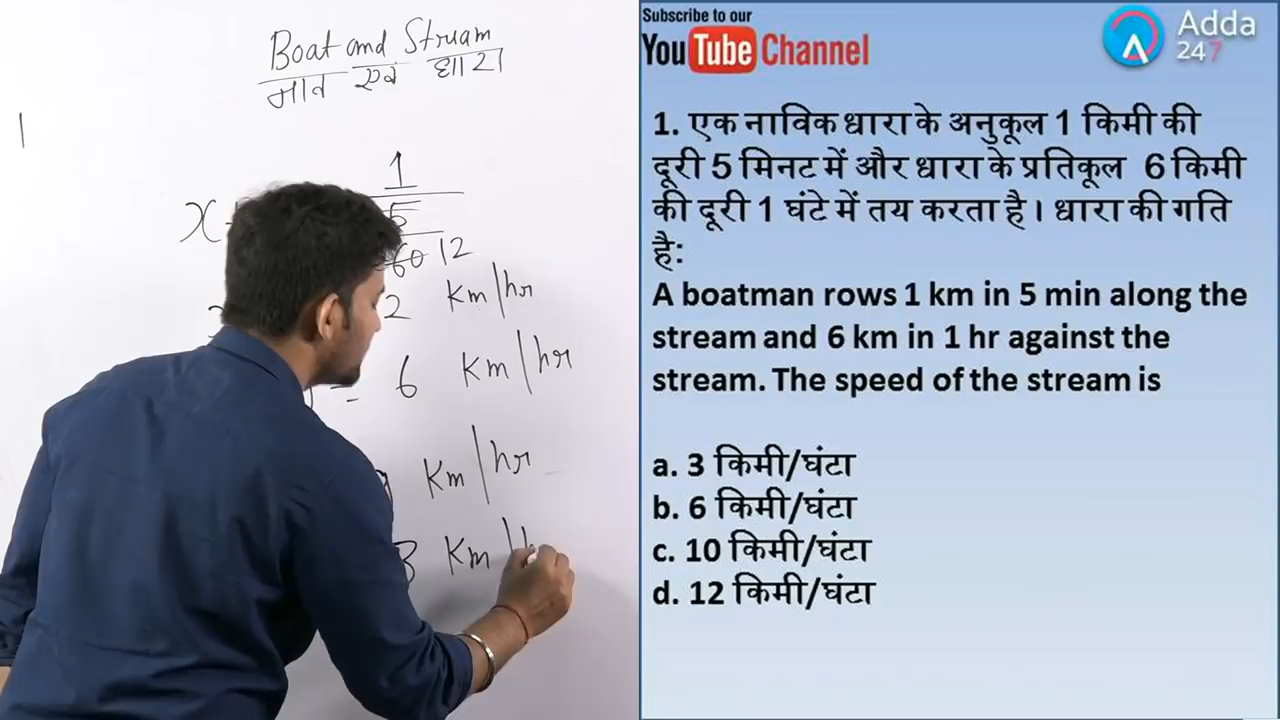 Boat and Stream
नाव एवं धारा
1
x
5
60 12
2 Km/hr
= 6 Km/hr
Km/hr
3 Km/h
Subscribe to our
YouTube Channel
Adda
247
1. एक नाविक धारा के अनुकूल 1 किमी की
दूरी 5 मिनट में और धारा के प्रतिकूल 6 किमी
की दूरी 1 घंटे में तय करता है। धारा की गति
है:
A boatman rows 1 km in 5 min along the
stream and 6 km in 1 hr against the
stream. The speed of the stream is
a. 3 किमी/घंटा
b. 6 किमी/घंटा
c. 10 किमी/घंटा
d. 12 किमी/घंटा